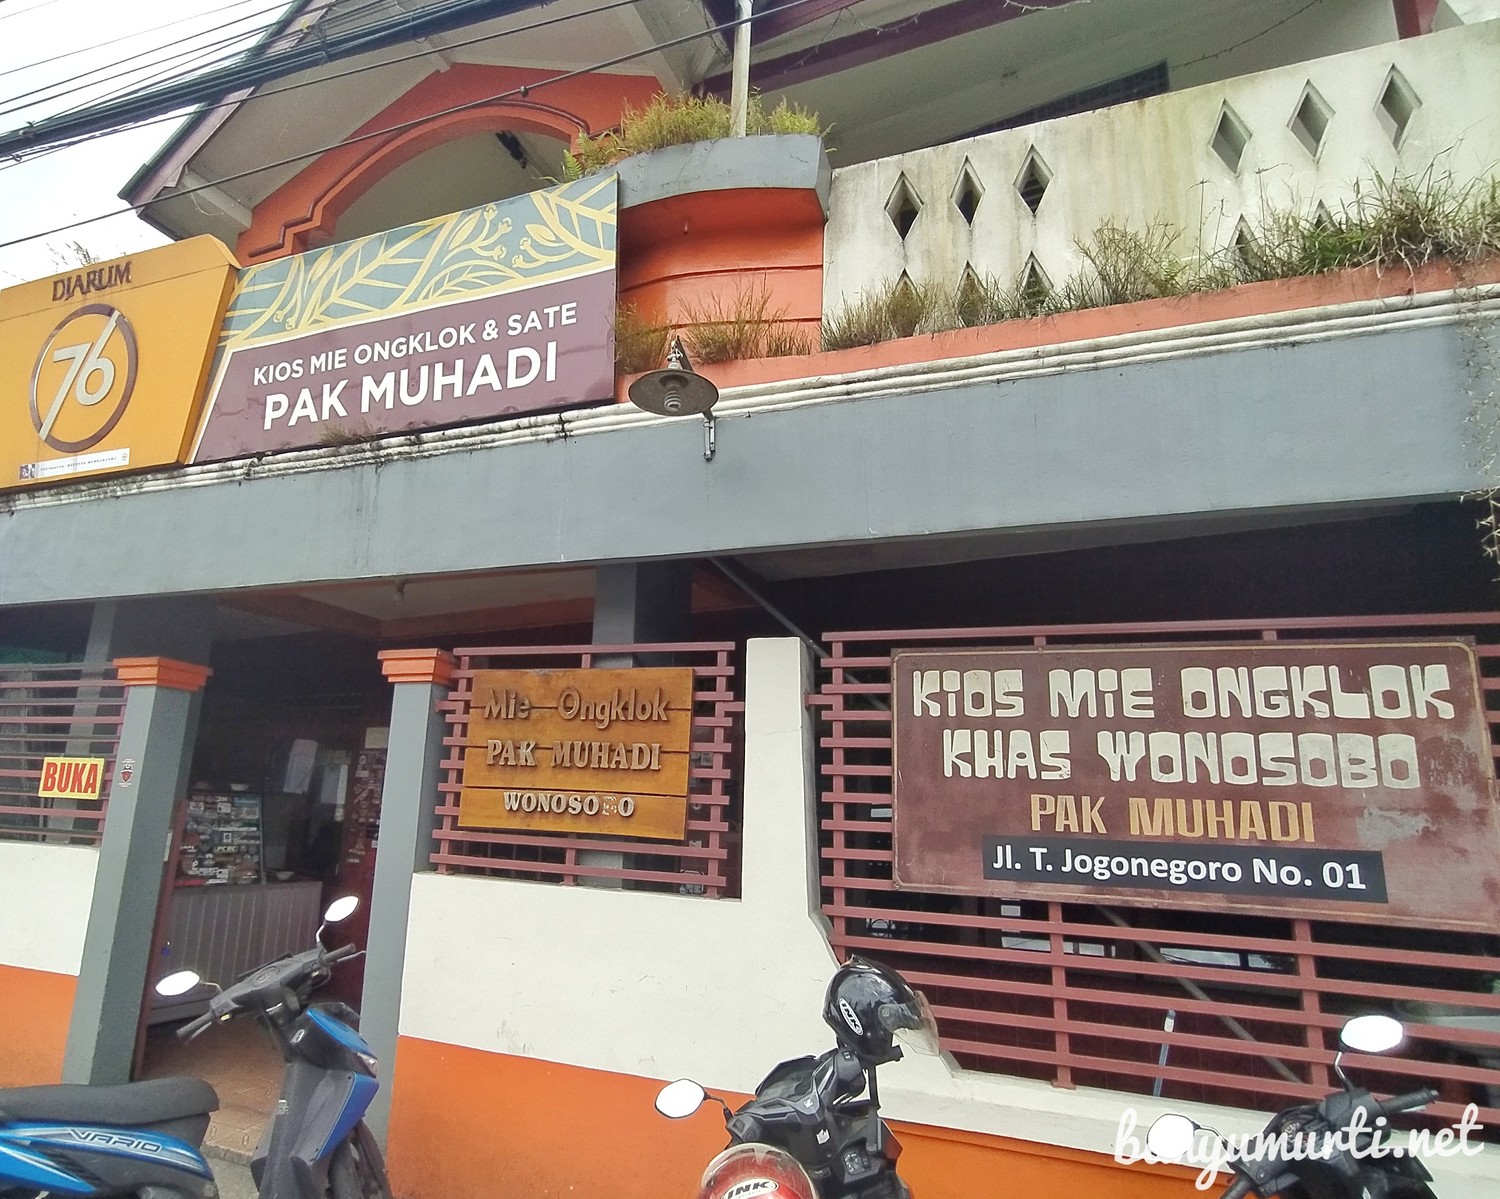 DJARUM
76
KIOS MIE ONGKLOK & SATE
PAK MUHADI
BUKA
Mie Ongklok
PAK MUHADI
WONOSOBO
KIOS MIE ONGKLOK
KHAS WONOSOBO
PAK MUHADI
Jl. T. Jogonegoro No. 01
VARIO
INK
INK
banyumurti.net